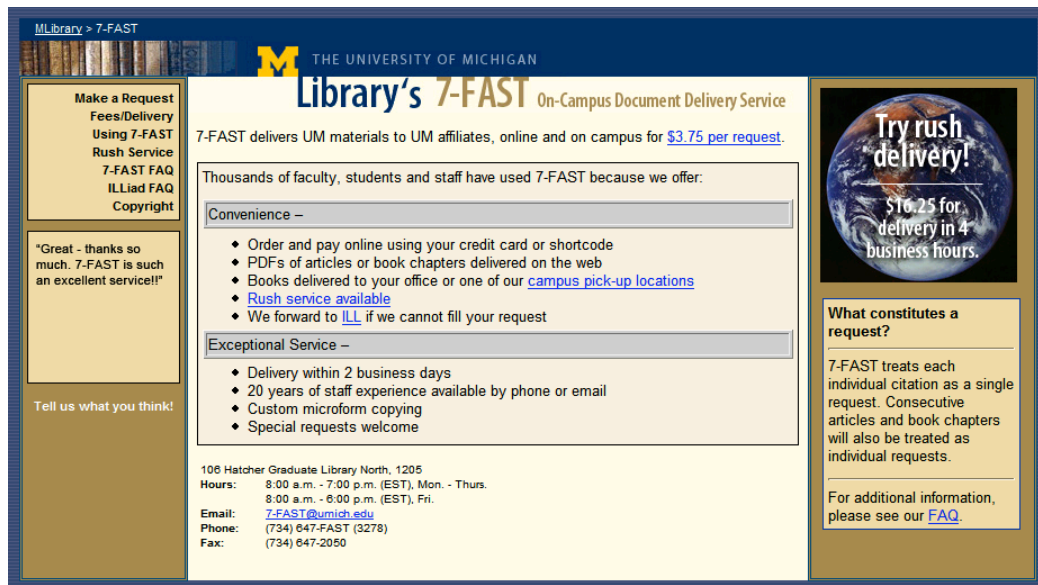 MLibrary > 7-FAST
THE UNIVERSITY OF MICHIGAN
Library's 7-FAST On-Campus Document Delivery Service
Make a Request
Fees/Delivery
Using 7-FAST
Rush Service
7-FAST FAQ
ILLiad FAQ
Copyright
"Great - thanks so
much. 7-FAST is such
an excellent service!!"
Tell us what you think!
7-FAST delivers UM materials to UM affiliates, online and on campus for $3.75 per request.
Thousands of faculty, students and staff have used 7-FAST because we offer:
Convenience –
Order and pay online using your credit card or shortcode
PDFs of articles or book chapters delivered on the web
Books delivered to your office or one of our campus pick-up locations
Rush service available
We forward to ILL if we cannot fill your request
Exceptional Service –
Delivery within 2 business days
20 years of staff experience available by phone or email
Custom microform copying
Special requests welcome
106 Hatcher Graduate Library North, 1205
Hours: 8:00 a.m. - 7:00 p.m. (EST), Mon. - Thurs.
8:00 a.m. - 6:00 p.m. (EST), Fri.
Email: 7-FAST@umich.edu
Phone: (734) 647-FAST (3278)
Fax: (734) 647-2050
Try rush
delivery!
$16.25 for
delivery in 4
business hours.
What constitutes a
request?
7-FAST treats each
individual citation as a single
request. Consecutive
articles and book chapters
will also be treated as
individual requests.
For additional information,
please see our FAQ.